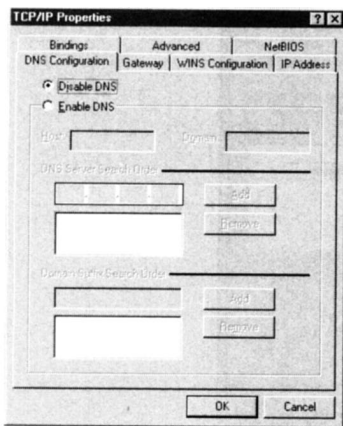 TCP/IP Properties ? X
Bindings Advanced NetBIOS
DNS Configuration Gateway WINS Configuration IP Address
Disable DNS
Enable DNS
Host: Domain:
DNS Server Search Order
Add
Remove
Domain Suffix Search Order
Add
Remove
OK Cancel